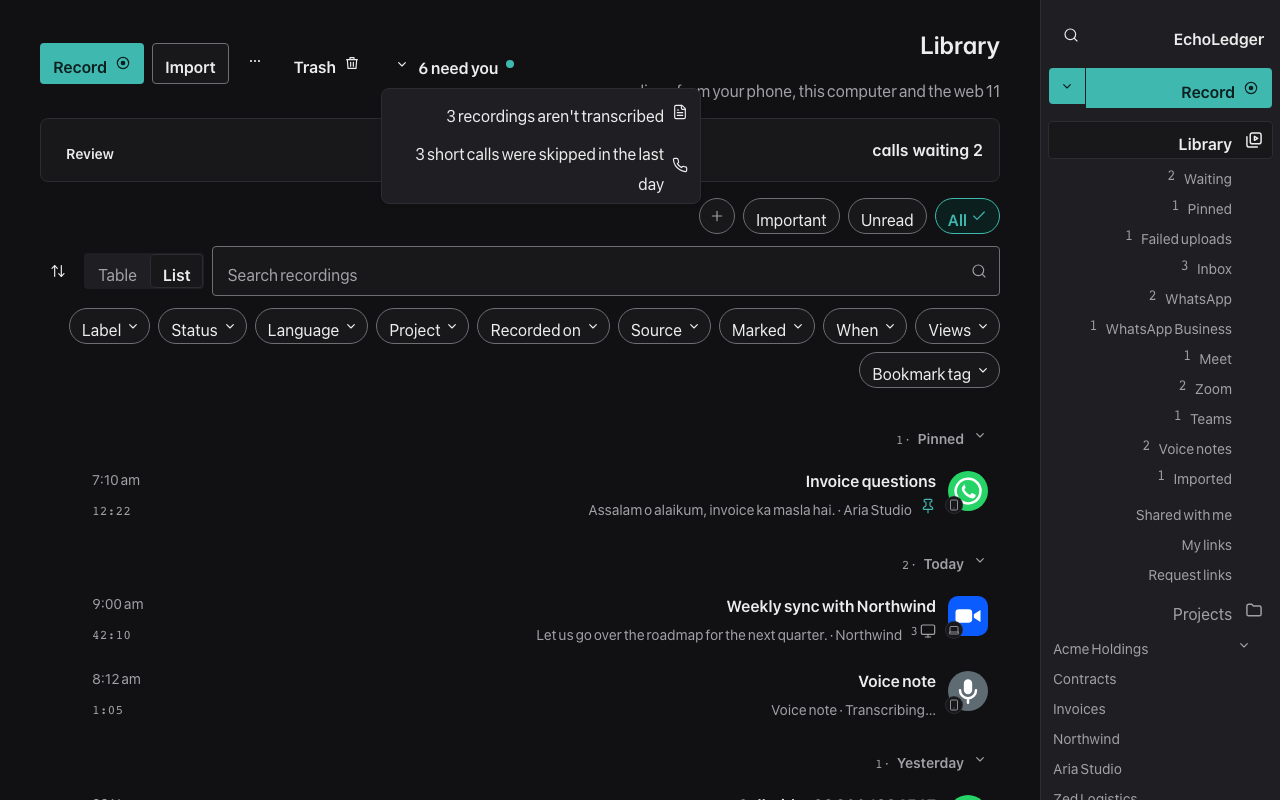 EchoLedger
Record
Library
Waiting 2
Pinned 1
Failed uploads 1
Inbox 3
WhatsApp 2
WhatsApp Business 1
Meet 1
Zoom 2
Teams 1
Voice notes 2
Imported 1
Shared with me
My links
Request links
Projects
Acme Holdings
Contracts
Invoices
Northwind
Aria Studio
Zed Logistics
Library
from your phone, this computer and the web 11
6 need you
Trash
...
Import
Record
3 recordings aren't transcribed
3 short calls were skipped in the last
day
calls waiting 2
Review
All
Unread
Important
Search recordings
List
Table
Views
When
Marked
Source
Recorded on
Project
Language
Status
Label
Bookmark tag
Pinned · 1
Invoice questions
7:10 am
Assalam o alaikum, invoice ka masla hai. · Aria Studio
12:22
Today · 2
Weekly sync with Northwind
9:00 am
Let us go over the roadmap for the next quarter. · Northwind 3
42:10
Voice note
8:12 am
Voice note · Transcribing...
1:05
Yesterday · 1